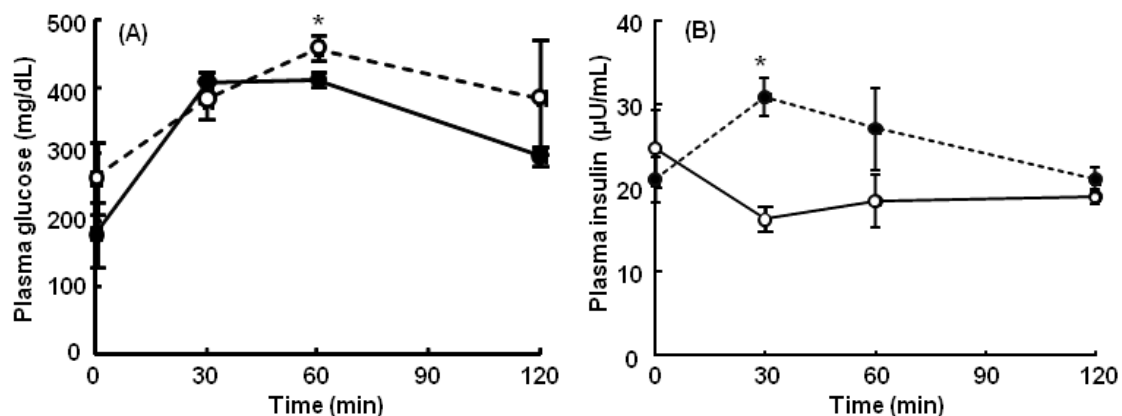 (A)
*
Plasma glucose (mg/dL)
500
400
300
200
100
0
0 30 60 90 120
Time (min)
(B)
*
Plasma insulin (µU/mL)
40
30
20
10
0
0 30 60 90 120
Time (min)